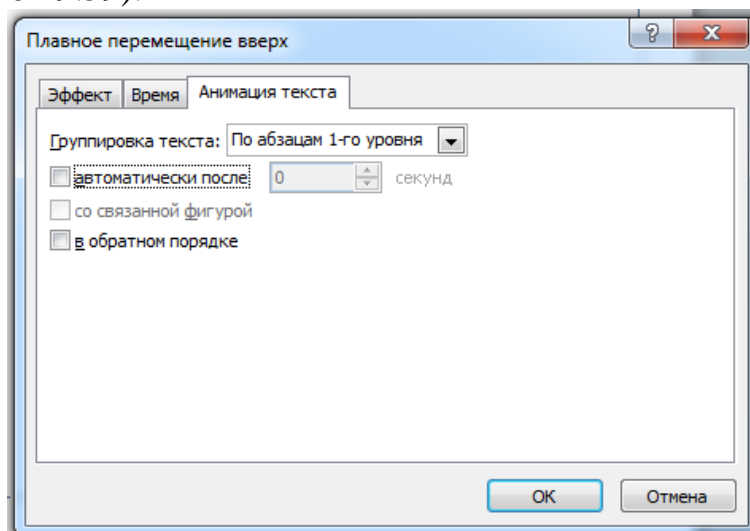 Плавное перемещение вверх
Эффект Время Анимация текста
Группировка текста: По абзацам 1-го уровня
автоматически после 0 секунд
со связанной фигурой
в обратном порядке
ОК Отмена